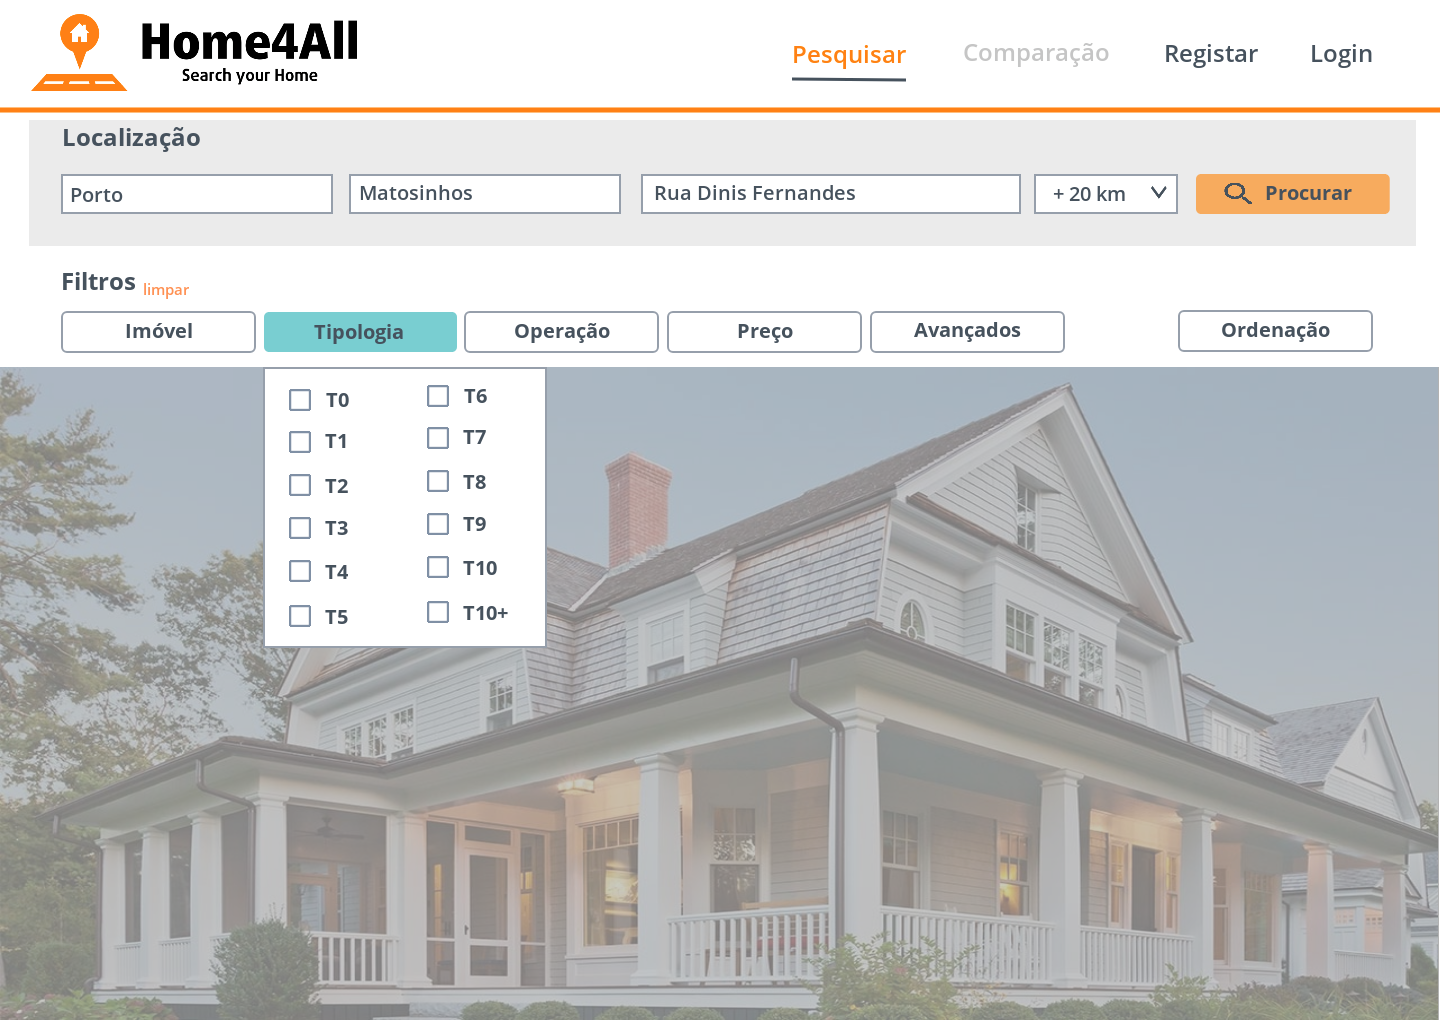 Home4All
Search your Home
Pesquisar Comparação Registar Login
Localização
Porto Matosinhos Rua Dinis Fernandes + 20 km Procurar
Filtros limpar
Imóvel Tipologia Operação Preço Avançados Ordenação
T0 T6
T1 T7
T2 T8
T3 T9
T4 T10
T5 T10+